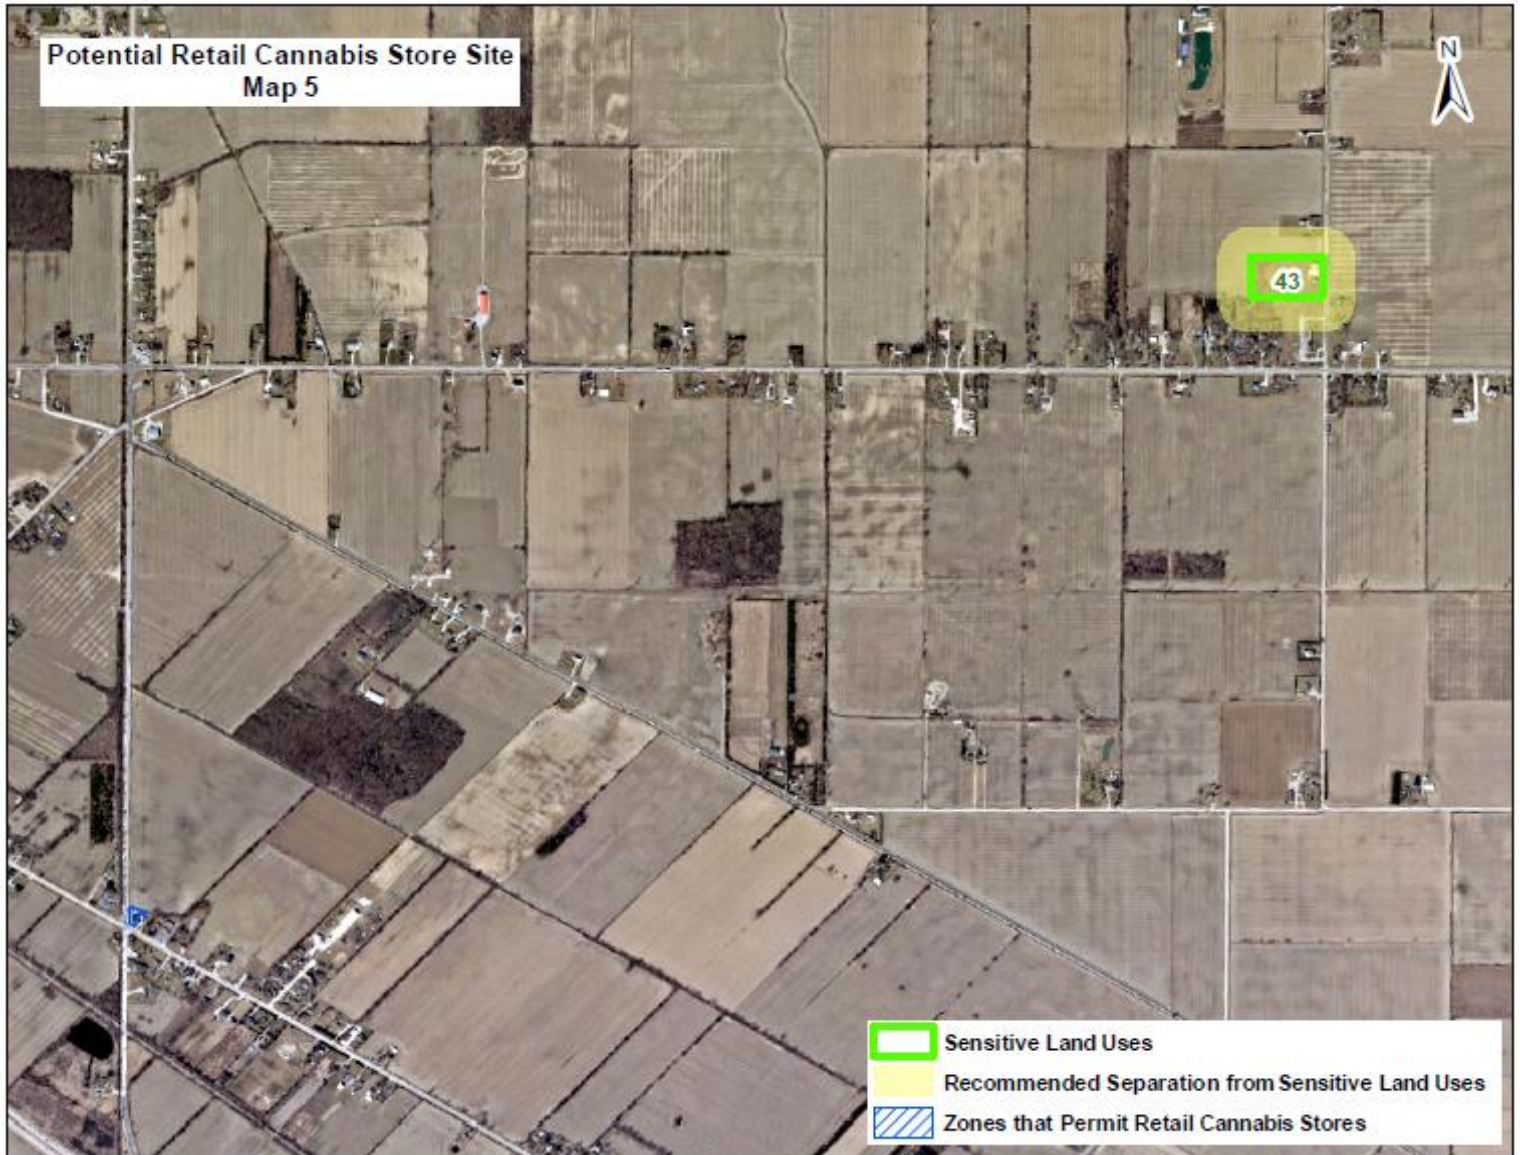 Potential Retail Cannabis Store Site
Map 5
N
43
Sensitive Land Uses
Recommended Separation from Sensitive Land Uses
Zones that Permit Retail Cannabis Stores